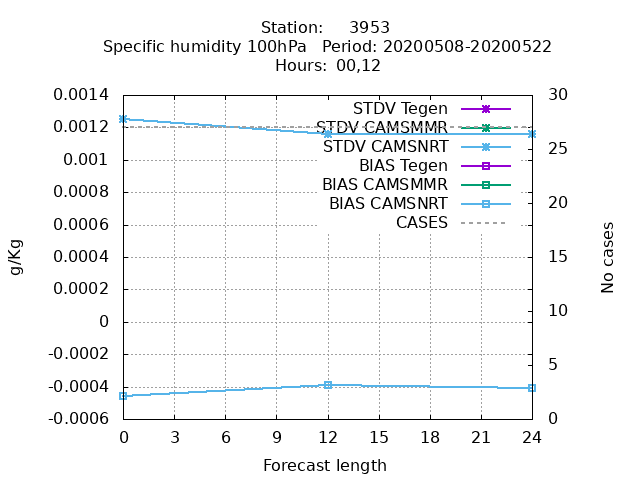 Station: 3953
Specific humidity 100hPa Period: 20200508-20200522
Hours: 00,12
0.0014
0.0012
0.001
0.0008
0.0006
0.0004
0.0002
0
-0.0002
-0.0004
-0.0006
g/Kg
STDV Tegen
STDV CAMSMMR
STDV CAMSNRT
BIAS Tegen
BIAS CAMSMMR
BIAS CAMSNRT
CASES
30
25
20
15
10
5
0
No cases
0 3 6 9 12 15 18 21 24
Forecast length